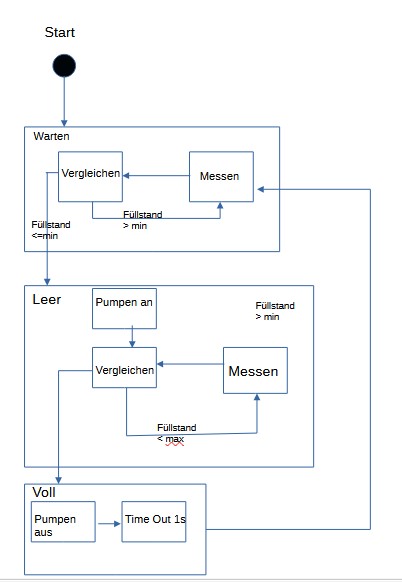 Start
Warten
Vergleichen
Messen
Füllstand
> min
Füllstand
<=min
Leer
Pumpen an
Füllstand
> min
Vergleichen
Messen
Füllstand
< max
Voll
Pumpen
aus
Time Out 1s